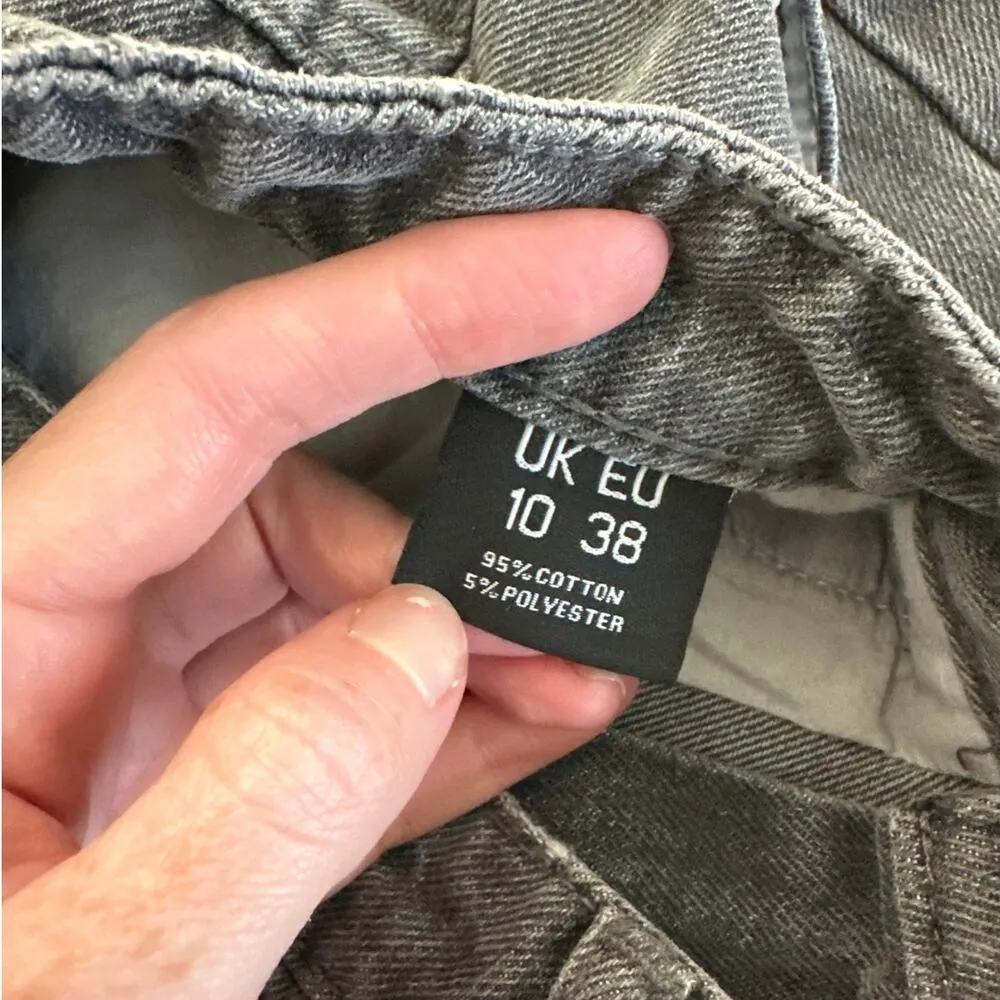 UK EU
10 38
95%COTTON
5%POLYESTER